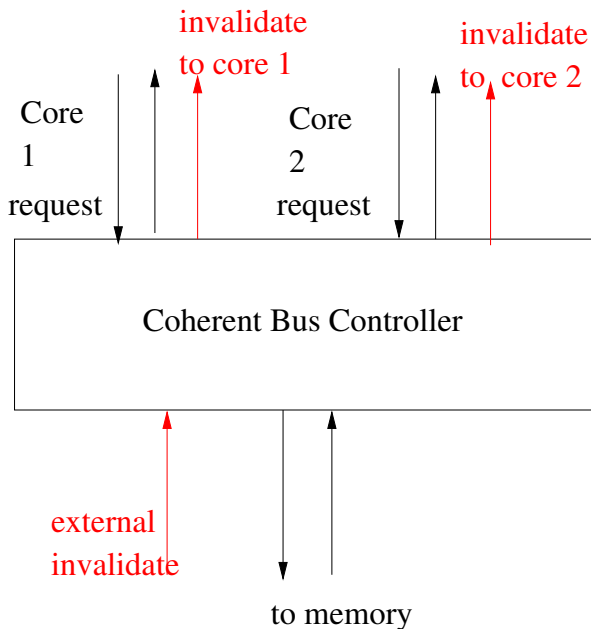 invalidate
to core 1
invalidate
to core 2
Core
1
request
Core
2
request
Coherent Bus Controller
external
invalidate
to memory